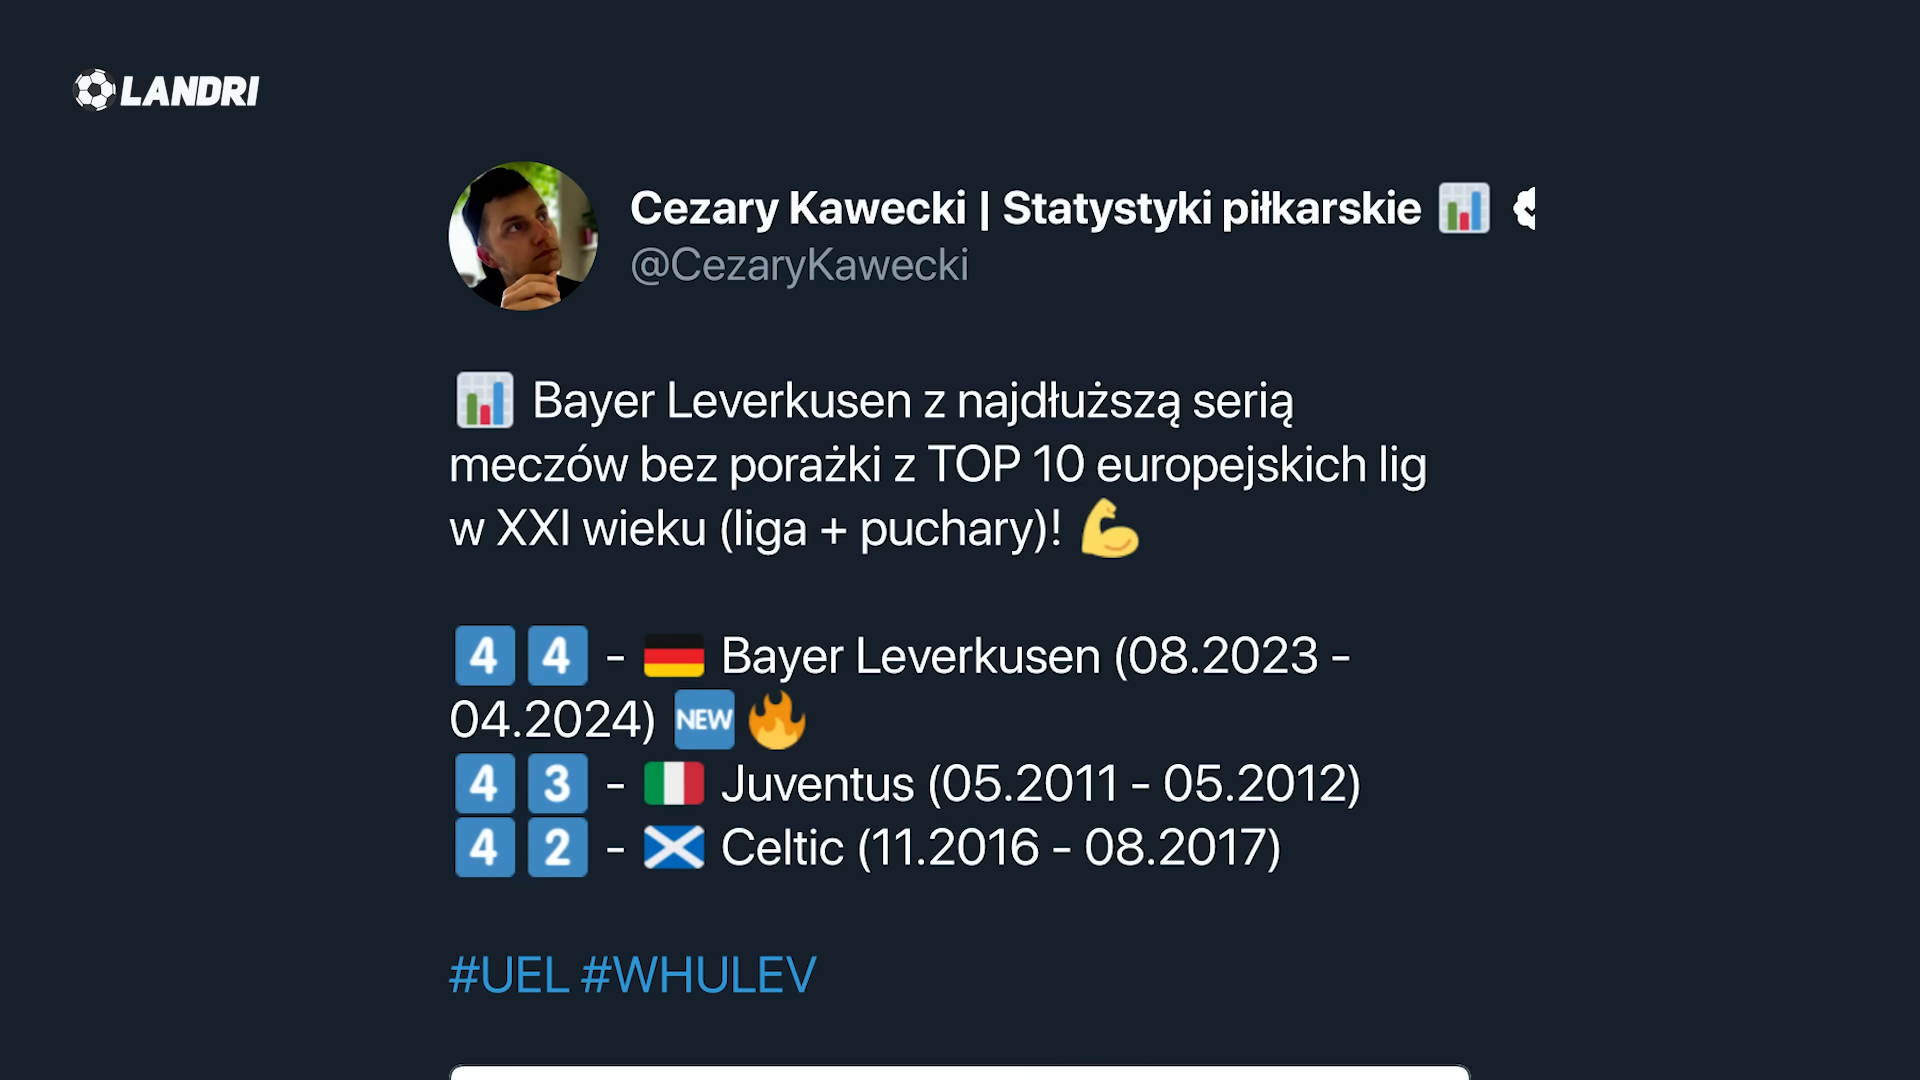 LANDRI
Cezary Kawecki | Statystyki piłkarskie 📊
@CezaryKawecki
📊 Bayer Leverkusen z najdłuższą serią
meczów bez porażki z TOP 10 europejskich lig
w XXI wieku (liga + puchary)! 💪
4️⃣4️⃣ - 🇩🇪 Bayer Leverkusen (08.2023 -
04.2024) 🆕🔥
4️⃣3️⃣ - 🇮🇹 Juventus (05.2011 - 05.2012)
4️⃣2️⃣ - 🏴󠁧󠁢󠁳󠁣󠁴󠁿 Celtic (11.2016 - 08.2017)
#UEL #WHULEV